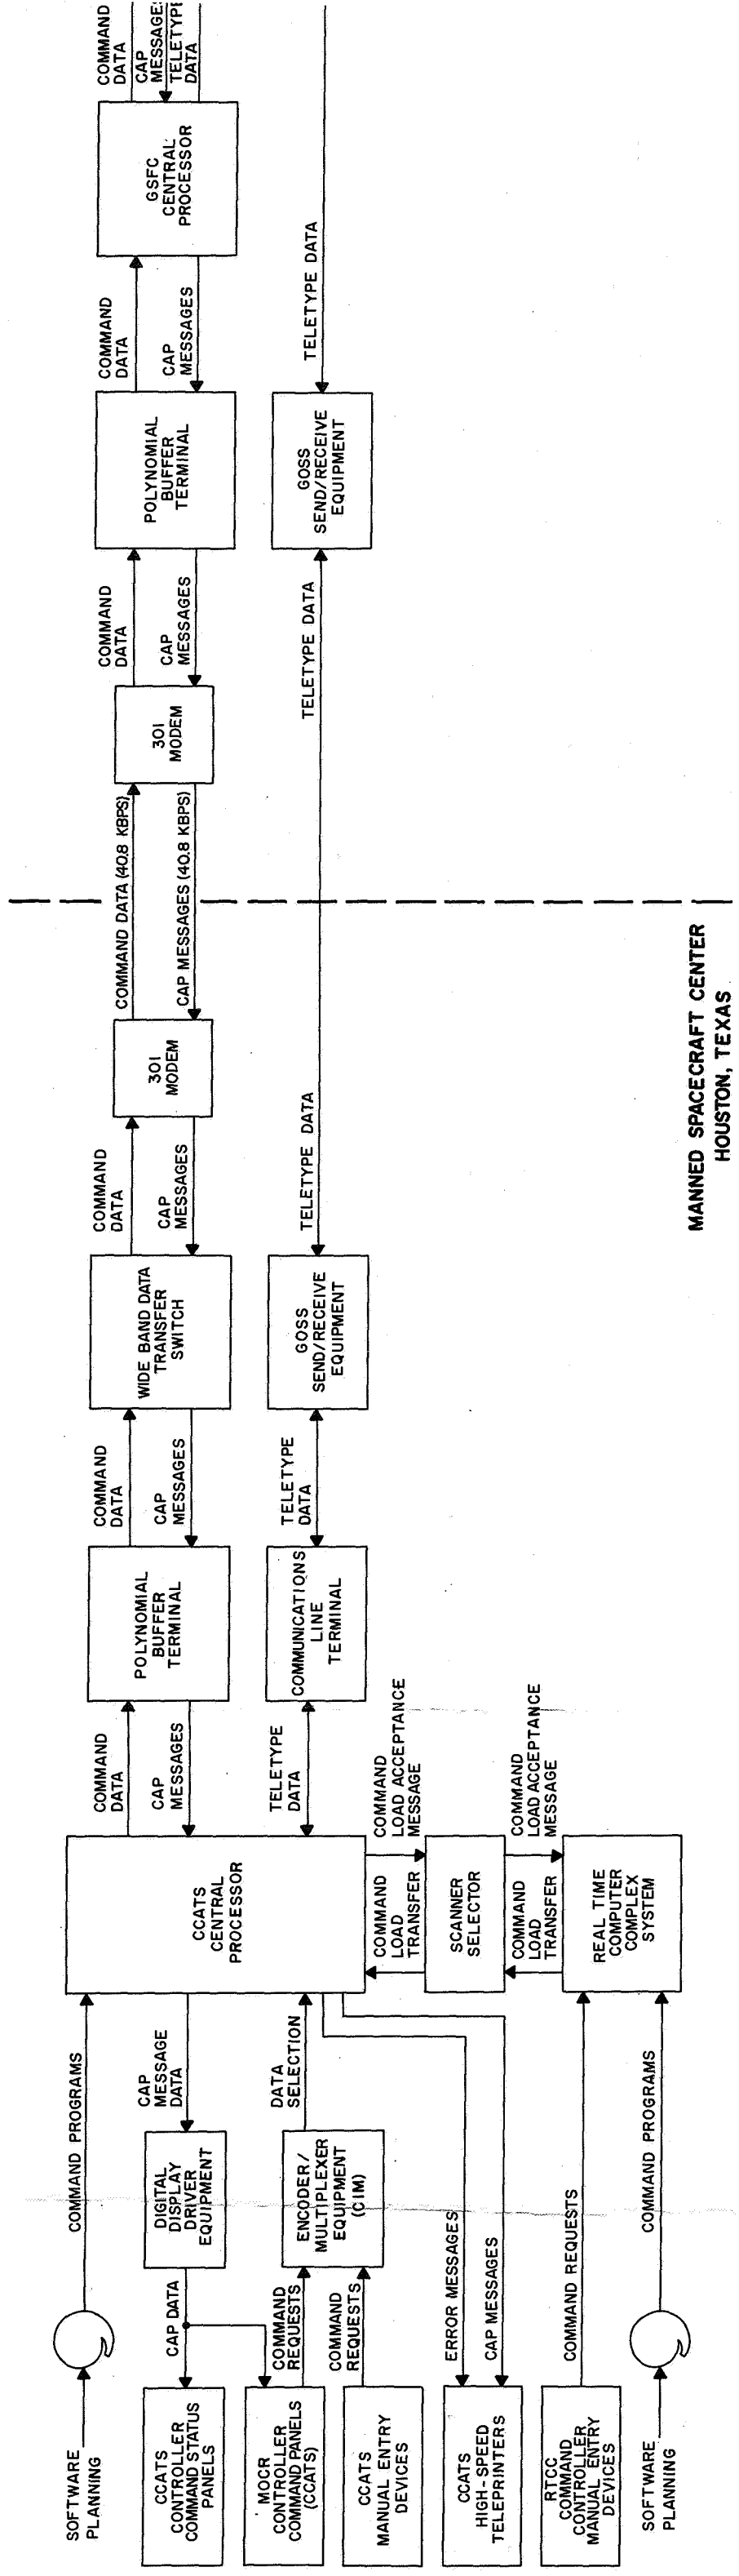 SOFTWARE
PLANNING
COMMAND PROGRAMS
CCATS
CONTROLLER
COMMAND STATUS
PANELS
CAP DATA
DIGITAL
DISPLAY
DRIVER
EQUIPMENT
CAP
MESSAGE
DATA
MOCR
CONTROLLER
COMMAND PANELS
(CCATS)
COMMAND
REQUESTS
CCATS
MANUAL ENTRY
DEVICES
COMMAND
REQUESTS
ENCODER/
MULTIPLEXER
EQUIPMENT
(CIM)
DATA
SELECTION
CCATS
HIGH-SPEED
TELEPRINTERS
ERROR MESSAGES
CAP MESSAGES
RTCC
COMMAND
CONTROLLER
MANUAL ENTRY
DEVICES
COMMAND REQUESTS
SOFTWARE
PLANNING
COMMAND PROGRAMS
CCATS
CENTRAL
PROCESSOR
COMMAND
LOAD
TRANSFER
COMMAND
LOAD ACCEPTANCE
MESSAGE
SCANNER
SELECTOR
COMMAND
LOAD
TRANSFER
COMMAND
LOAD ACCEPTANCE
MESSAGE
REAL TIME
COMPUTER
COMPLEX
SYSTEM
COMMAND
DATA
CAP
MESSAGES
TELETYPE
DATA
POLYNOMIAL
BUFFER
TERMINAL
COMMUNICATIONS
LINE
TERMINAL
COMMAND
DATA
CAP
MESSAGES
TELETYPE
DATA
WIDE BAND DATA
TRANSFER
SWITCH
GOSS
SEND/RECEIVE
EQUIPMENT
COMMAND
DATA
CAP
MESSAGES
TELETYPE DATA
301
MODEM
COMMAND DATA (40.8 KBPS)
CAP MESSAGES (40.8 KBPS)
MANNED SPACECRAFT CENTER
HOUSTON, TEXAS
301
MODEM
COMMAND
DATA
CAP
MESSAGES
TELETYPE DATA
POLYNOMIAL
BUFFER
TERMINAL
GOSS
SEND/RECEIVE
EQUIPMENT
COMMAND
DATA
CAP
MESSAGES
TELETYPE DATA
GSFC
CENTRAL
PROCESSOR
COMMAND
DATA
CAP
MESSAGES
TELETYPE
DATA